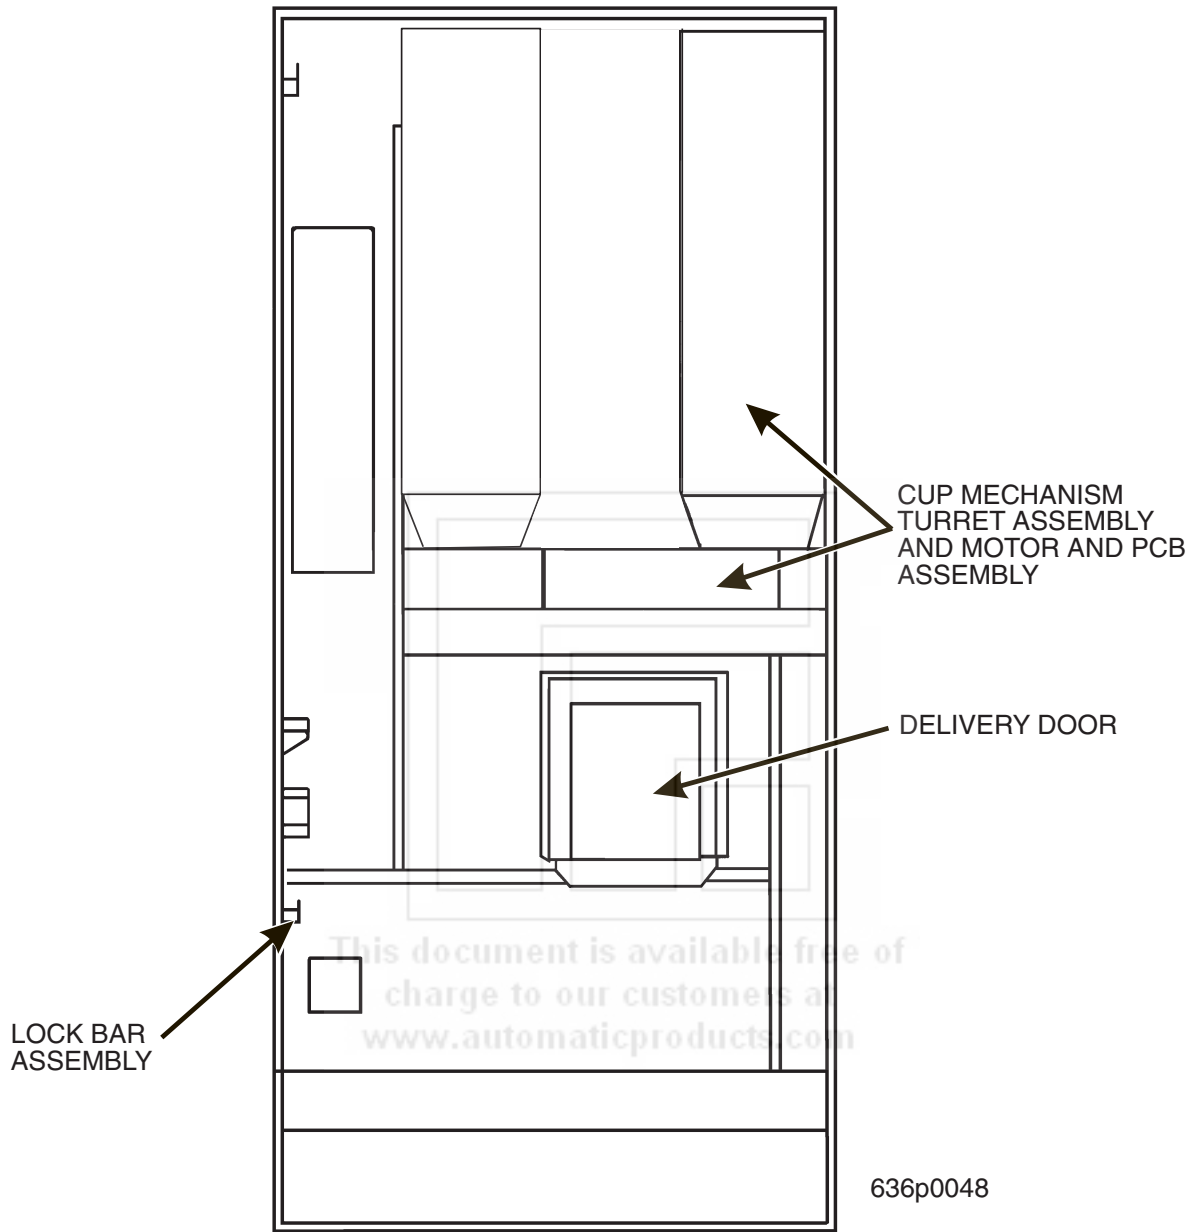 CUP MECHANISM
TURRET ASSEMBLY
AND MOTOR AND PCB
ASSEMBLY
DELIVERY DOOR
This document is available free of
charge to our customers at
www.automaticproducts.com
LOCK BAR
ASSEMBLY
636p0048